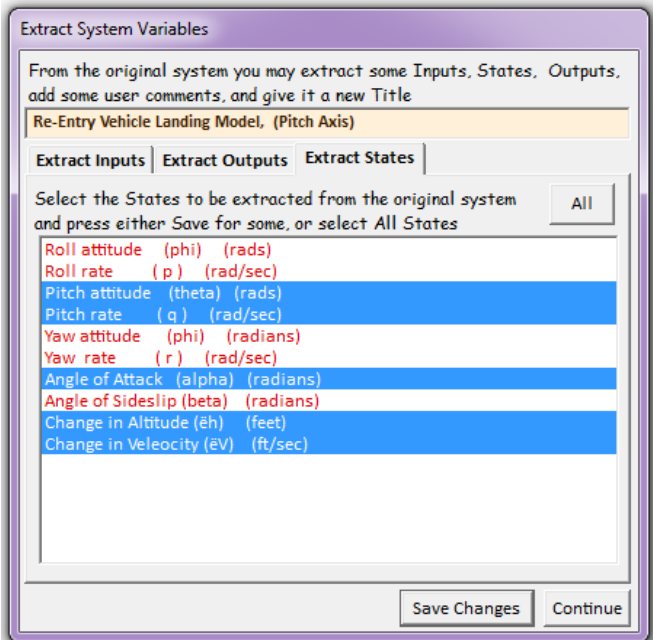 Extract System Variables
From the original system you may extract some Inputs, States, Outputs,
add some user comments, and give it a new Title
Re-Entry Vehicle Landing Model, (Pitch Axis)
Extract Inputs Extract Outputs Extract States
Select the States to be extracted from the original system
and press either Save for some, or select All States
All
Roll attitude (phi) (rads)
Roll rate ( p ) (rad/sec)
Pitch attitude (theta) (rads)
Pitch rate ( q ) (rad/sec)
Yaw attitude (phi) (radians)
Yaw rate ( r ) (rad/sec)
Angle of Attack (alpha) (radians)
Angle of Sideslip (beta) (radians)
Change in Altitude (ëh) (feet)
Change in Veleocity (ëV) (ft/sec)
Save Changes Continue